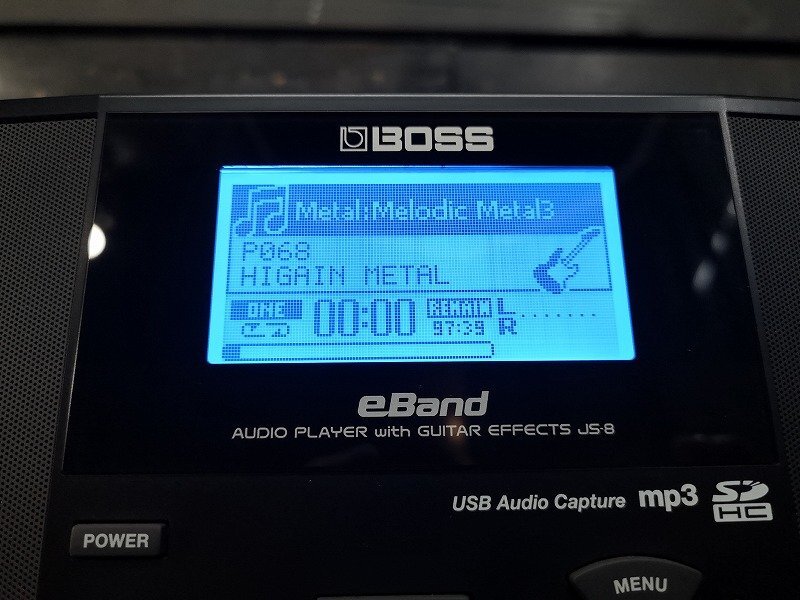 BOSS
Metal:Melodic Metal3
P068
HIGAIN METAL
00:00
REMAIN
97:39
L
R
eBand
AUDIO PLAYER with GUITAR EFFECTS JS-8
USB Audio Capture mp3 SD HC
POWER
MENU